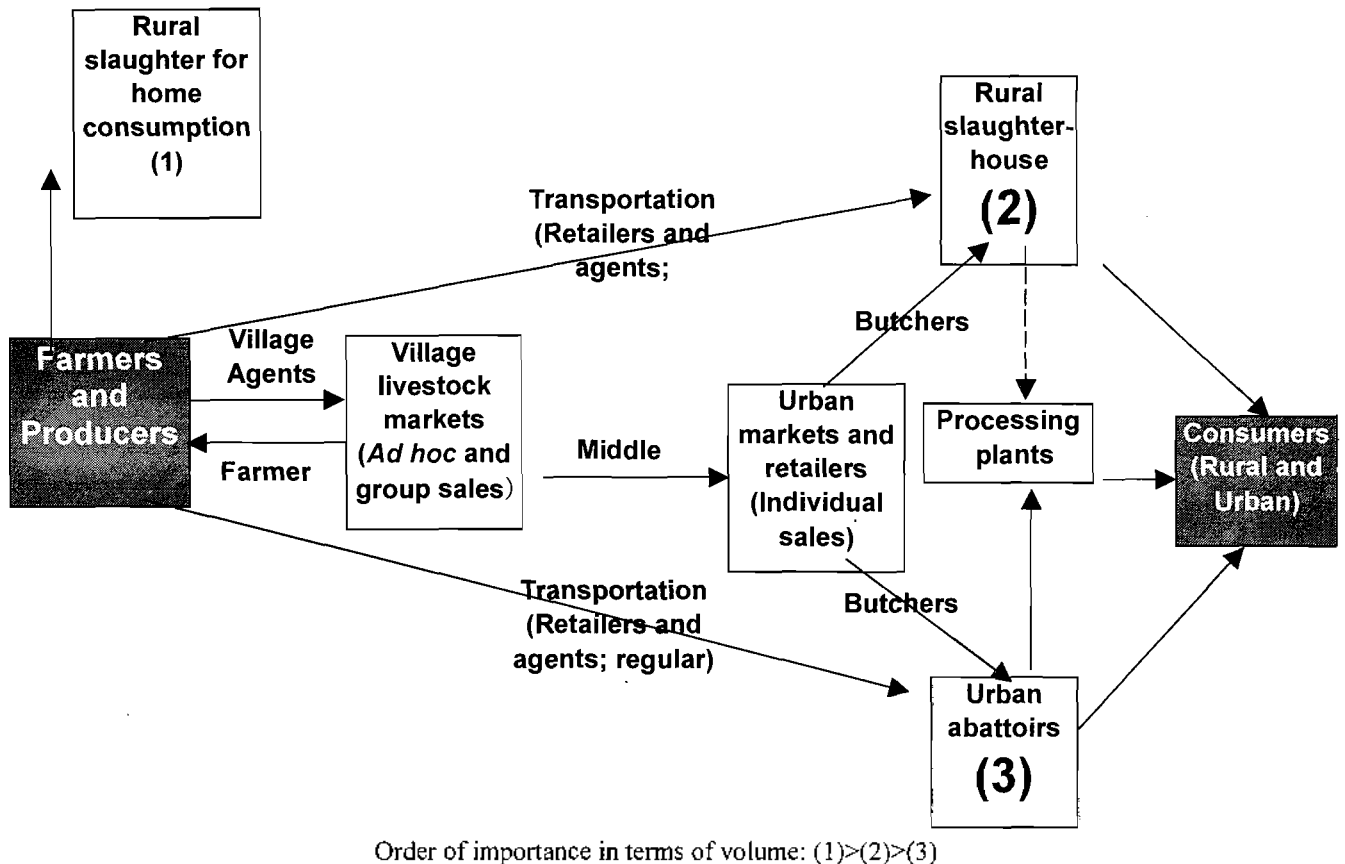 Rural
slaughter for
home
consumption
(1)
Rural
slaughter-
house
(2)
Transportation
(Retailers and
agents;
Butchers
Farmers
and
Producers
Village
Agents
Farmer
Village
livestock
markets
(Ad hoc and
group sales)
Middle
Urban
markets and
retailers
(Individual
sales)
Processing
plants
Consumers
(Rural and
Urban)
Transportation
(Retailers and
agents; regular)
Butchers
Urban
abattoirs
(3)
Order of importance in terms of volume: (1)>(2)>(3)